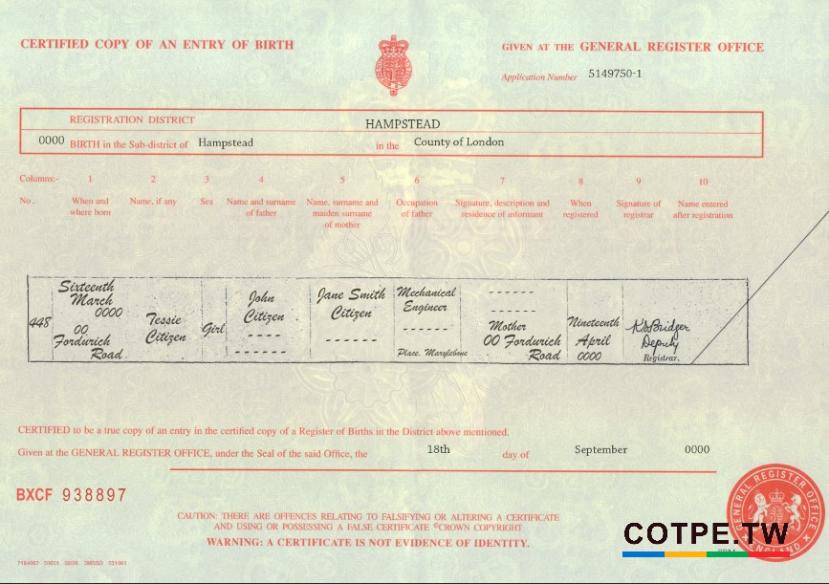 CERTIFIED COPY OF AN ENTRY OF BIRTH
GIVEN AT THE GENERAL REGISTER OFFICE
Application Number 5149750-1
REGISTRATION DISTRICT
HAMPSTEAD
0000 BIRTH in the Sub-district of Hampstead in the County of London
Columns:- 1 2 3 4 5 6 7 8 9 10
No. When and where born Name, if any Sex Name and surname of father Name, surname and maiden surname of mother Occupation of father Signature, description and residence of informant When registered Signature of registrar Name entered after registration
448
Sixteenth
March
0000
00
Fordwich
Road
Tessie
Citizen
Girl
John
Citizen
----
------
Jane Smith
Citizen
------
Mechanical
Engineer
------
Place. Marylebone
------
------
Mother
00 Fordwich
Road
Nineteenth
April
0000
Deputy
Registrar.
CERTIFIED to be a true copy of an entry in the certified copy of a Register of Births in the District above mentioned.
Given at the GENERAL REGISTER OFFICE, under the Seal of the said Office, the 18th day of September 0000
BXCF 938897
CAUTION: THERE ARE OFFENCES RELATING TO FALSIFYING OR ALTERING A CERTIFICATE
AND USING OR POSSESSING A FALSE CERTIFICATE ©CROWN COPYRIGHT
WARNING: A CERTIFICATE IS NOT EVIDENCE OF IDENTITY.
GENERAL REGISTER OFFICE
ENGLAND
COTPE.TW